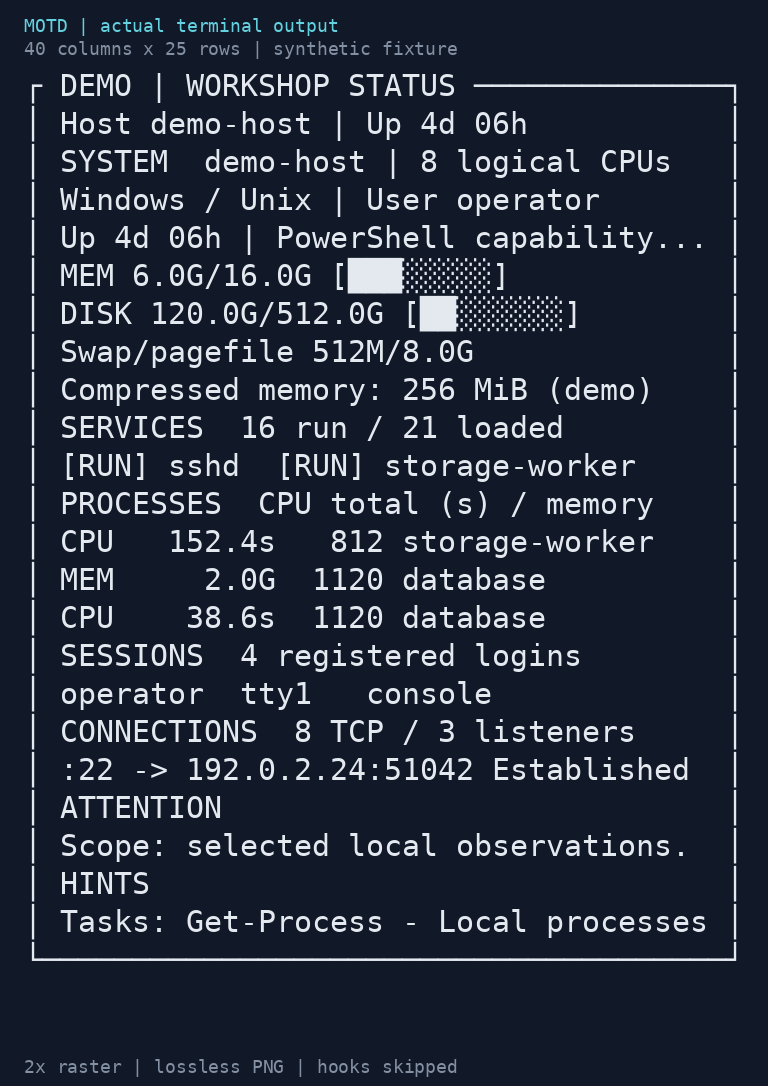 MOTD | actual terminal output
40 columns x 25 rows | synthetic fixture
┌ DEMO | WORKSHOP STATUS ──────────────┐
│ Host demo-host | Up 4d 06h           │
│ SYSTEM  demo-host | 8 logical CPUs   │
│ Windows / Unix | User operator       │
│ Up 4d 06h | PowerShell capability... │
│ MEM 6.0G/16.0G [███░░░░░]            │
│ DISK 120.0G/512.0G [██░░░░░░]        │
│ Swap/pagefile 512M/8.0G              │
│ Compressed memory: 256 MiB (demo)    │
│ SERVICES  16 run / 21 loaded         │
│ [RUN] sshd  [RUN] storage-worker     │
│ PROCESSES  CPU total (s) / memory    │
│ CPU   152.4s   812 storage-worker    │
│ MEM     2.0G  1120 database          │
│ CPU    38.6s  1120 database          │
│ SESSIONS  4 registered logins        │
│ operator  tty1   console             │
│ CONNECTIONS  8 TCP / 3 listeners     │
│ :22 -> 192.0.2.24:51042 Established  │
│ ATTENTION                            │
│ Scope: selected local observations.  │
│ HINTS                                │
│ Tasks: Get-Process - Local processes │
└──────────────────────────────────────┘
2x raster | lossless PNG | hooks skipped